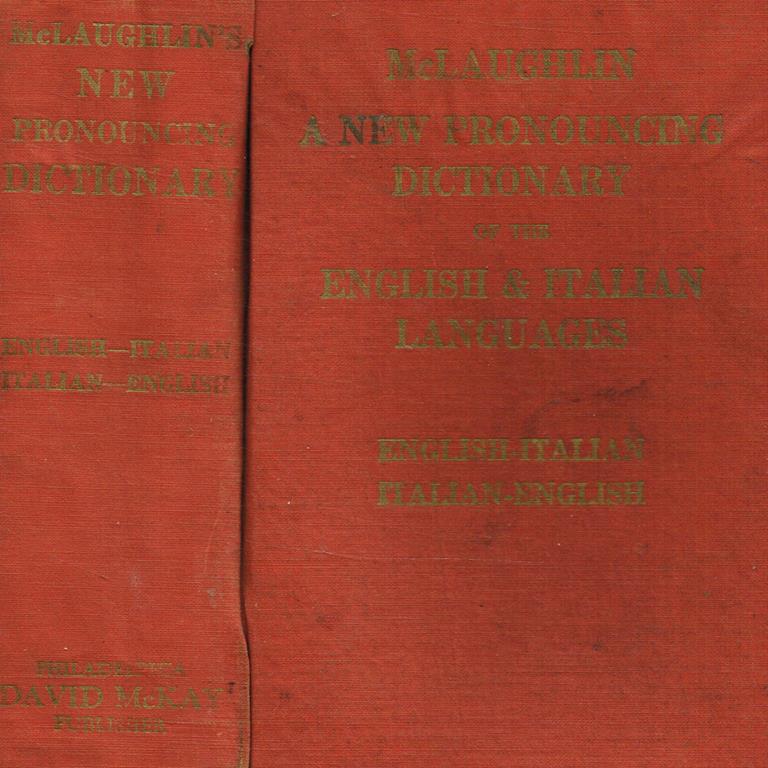 McLAUGHLIN'S
NEW
PRONOUNCING
DICTIONARY
ENGLISH—ITALIAN
ITALIAN—ENGLISH
PHILADELPHIA
DAVID McKAY
PUBLISHER
McLAUGHLIN
A NEW PRONOUNCING
DICTIONARY
OF THE
ENGLISH & ITALIAN
LANGUAGES
ENGLISH-ITALIAN
ITALIAN-ENGLISH